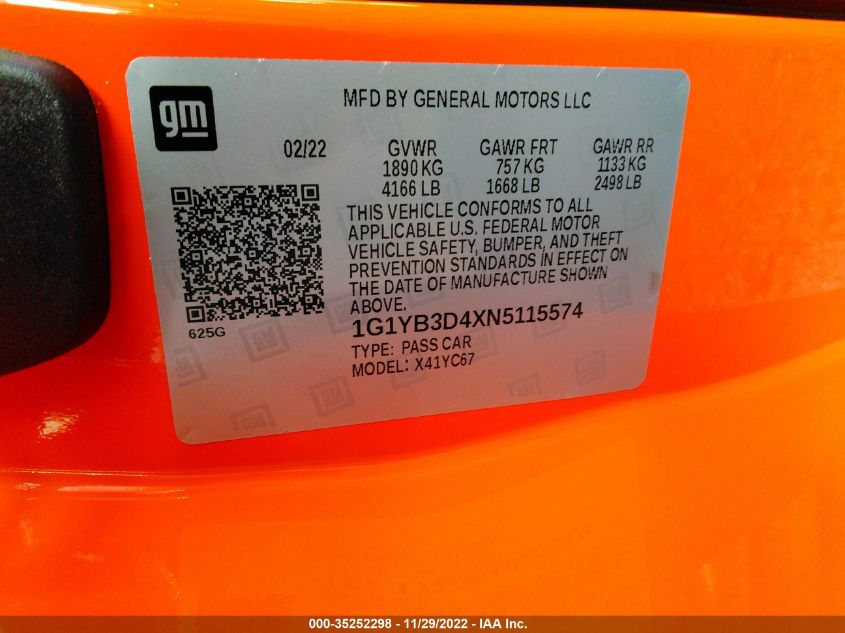 gm
MFD BY GENERAL MOTORS LLC
02/22 GVWR GAWR FRT GAWR RR
1890 KG 757 KG 1133 KG
4166 LB 1668 LB 2498 LB
THIS VEHICLE CONFORMS TO ALL
APPLICABLE U.S. FEDERAL MOTOR
VEHICLE SAFETY, BUMPER, AND THEFT
PREVENTION STANDARDS IN EFFECT ON
THE DATE OF MANUFACTURE SHOWN
ABOVE.
625G
1G1YB3D4XN5115574
TYPE: PASS CAR
MODEL: X41YC67
000-35252298 - 11/29/2022 - IAA Inc.